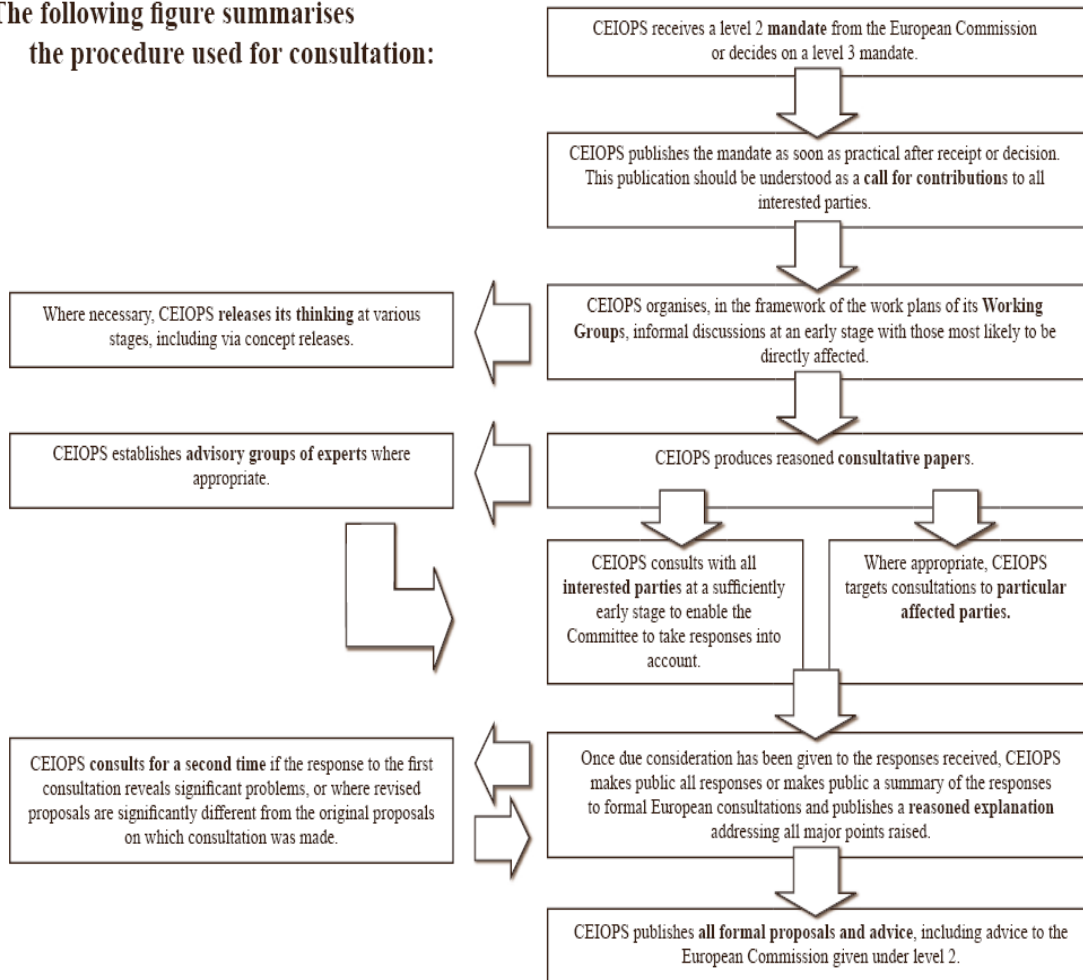 The following figure summarises
the procedure used for consultation:
CEIOPS receives a level 2 mandate from the European Commission
or decides on a level 3 mandate.
CEIOPS publishes the mandate as soon as practical after receipt or decision.
This publication should be understood as a call for contributions to all
interested parties.
Where necessary, CEIOPS releases its thinking at various
stages, including via concept releases.
CEIOPS organises, in the framework of the work plans of its Working
Groups, informal discussions at an early stage with those most likely to be
directly affected.
CEIOPS establishes advisory groups of experts where
appropriate.
CEIOPS produces reasoned consultative papers.
CEIOPS consults with all
interested parties at a sufficiently
early stage to enable the
Committee to take responses into
account.
Where appropriate, CEIOPS
targets consultations to particular
affected parties.
CEIOPS consults for a second time if the response to the first
consultation reveals significant problems, or where revised
proposals are significantly different from the original proposals
on which consultation was made.
Once due consideration has been given to the responses received, CEIOPS
makes public all responses or makes public a summary of the responses
to formal European consultations and publishes a reasoned explanation
addressing all major points raised.
CEIOPS publishes all formal proposals and advice, including advice to the
European Commission given under level 2.